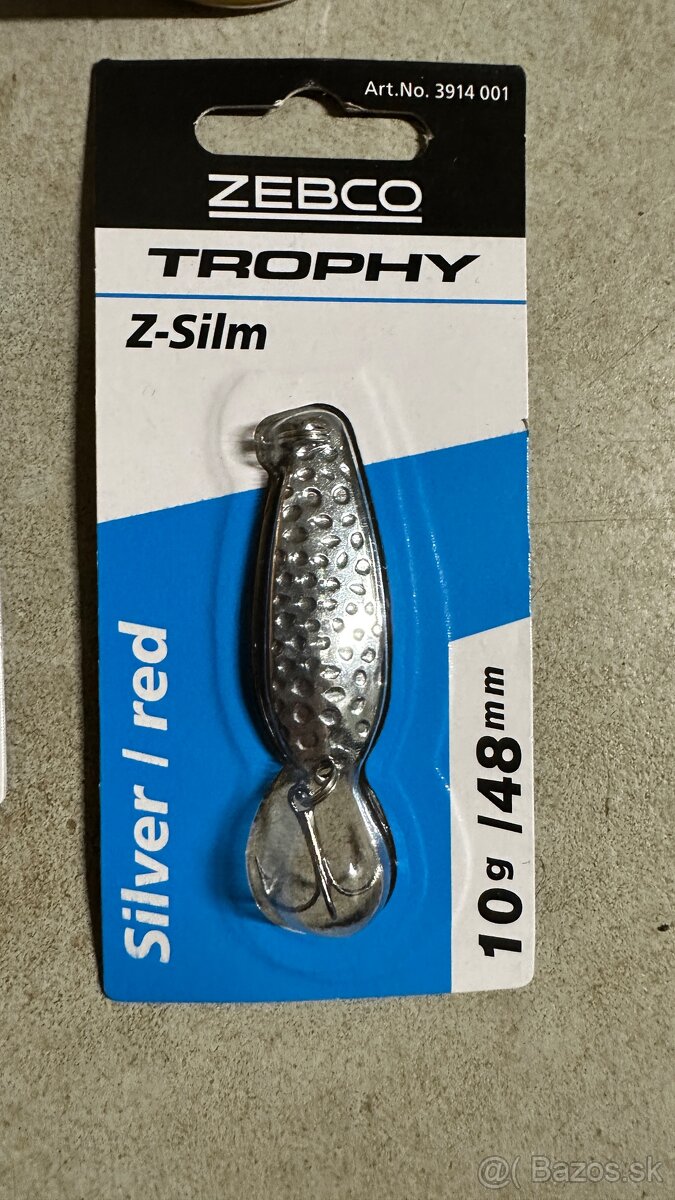 Art.No. 3914 001
ZEBCO
TROPHY
Z-Silm
Silver / red
10g / 48mm
@( Bazos.sk